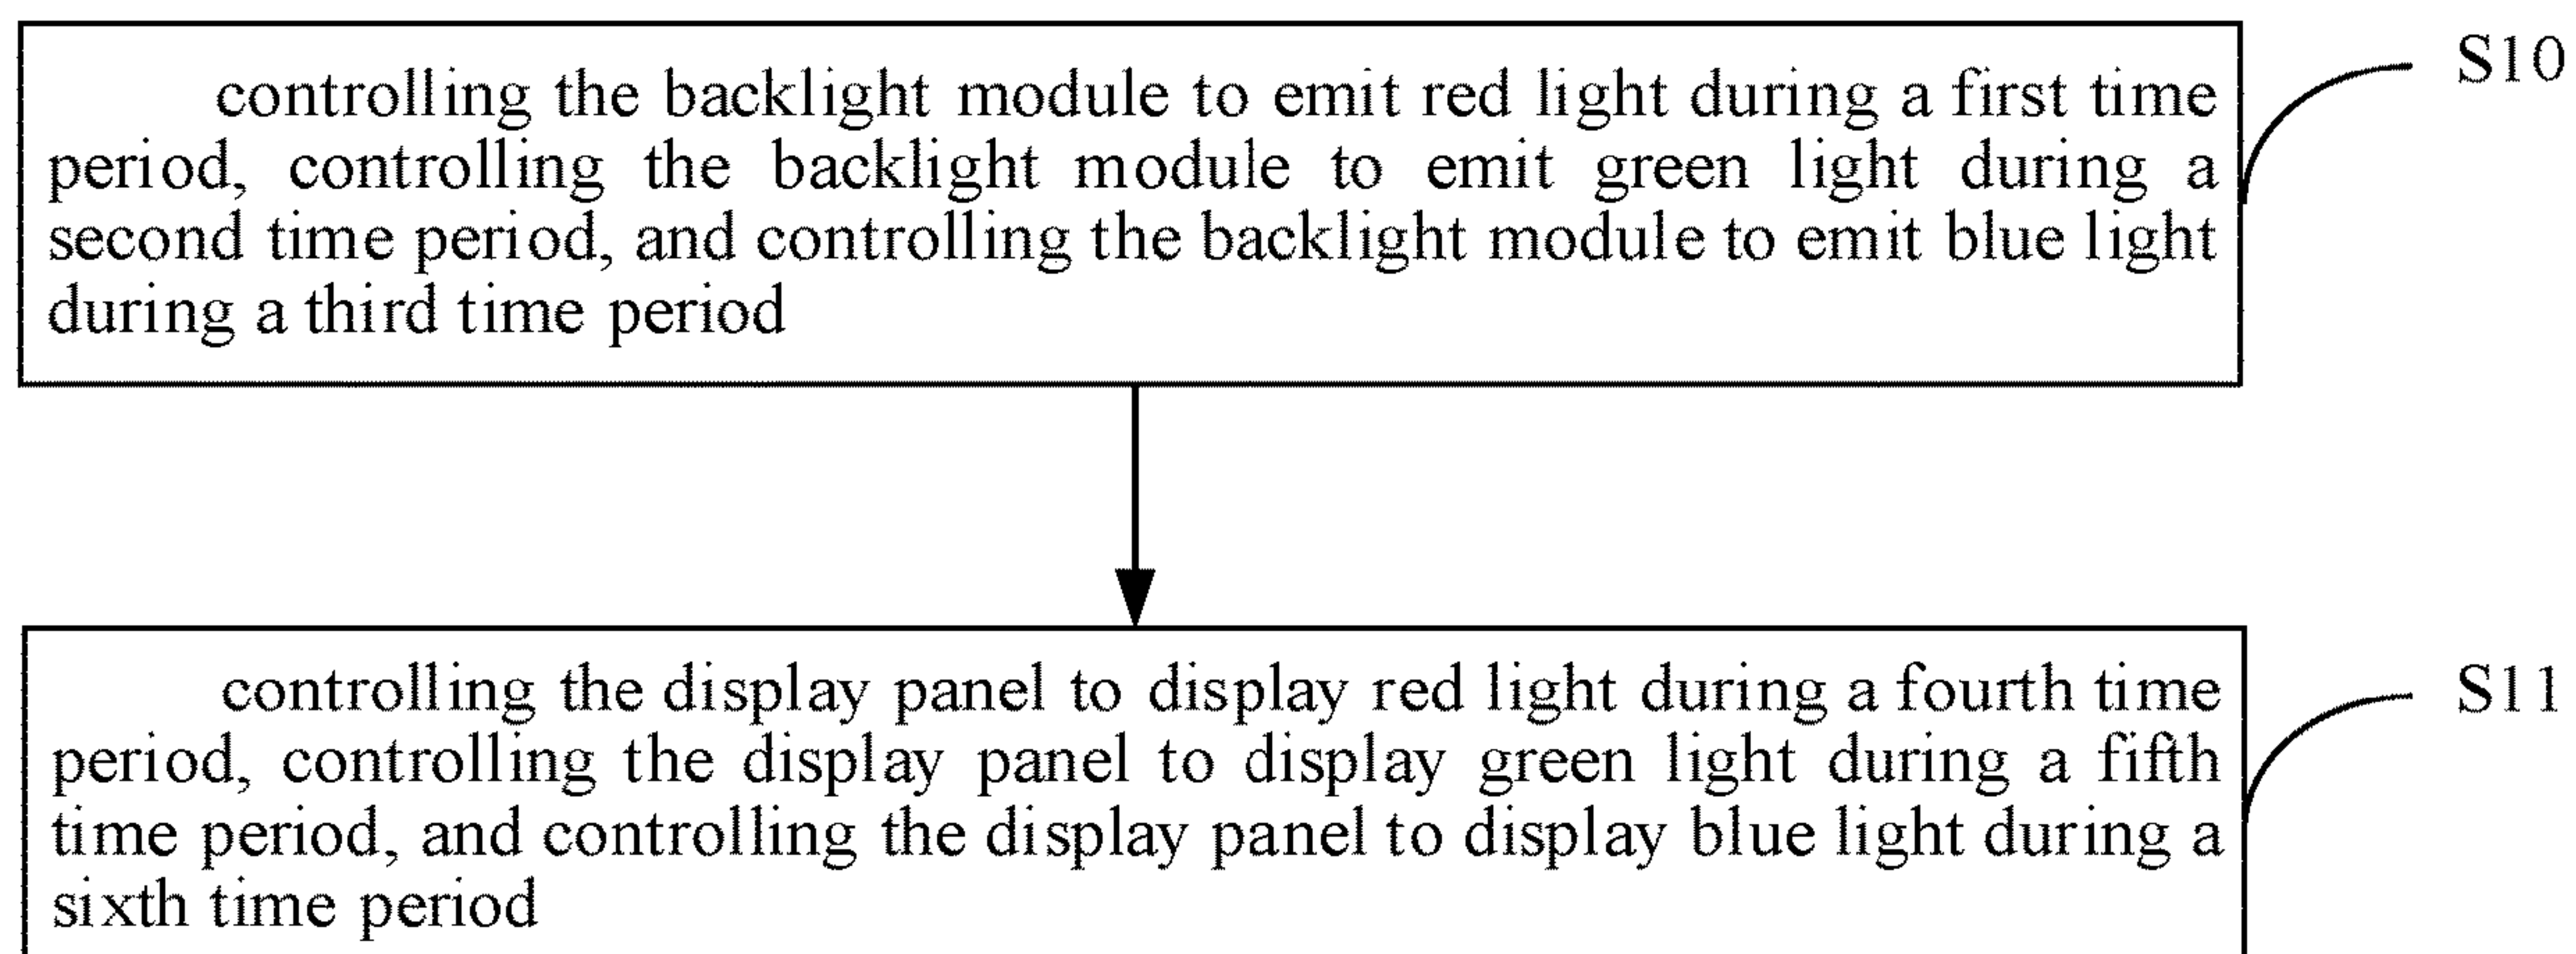 controlling the backlight module to emit red light during a first time
period, controlling the backlight module to emit green light during a
second time period, and controlling the backlight module to emit blue light
during a third time period
S10
controlling the display panel to display red light during a fourth time
period, controlling the display panel to display green light during a fifth
time period, and controlling the display panel to display blue light during a
sixth time period
S11